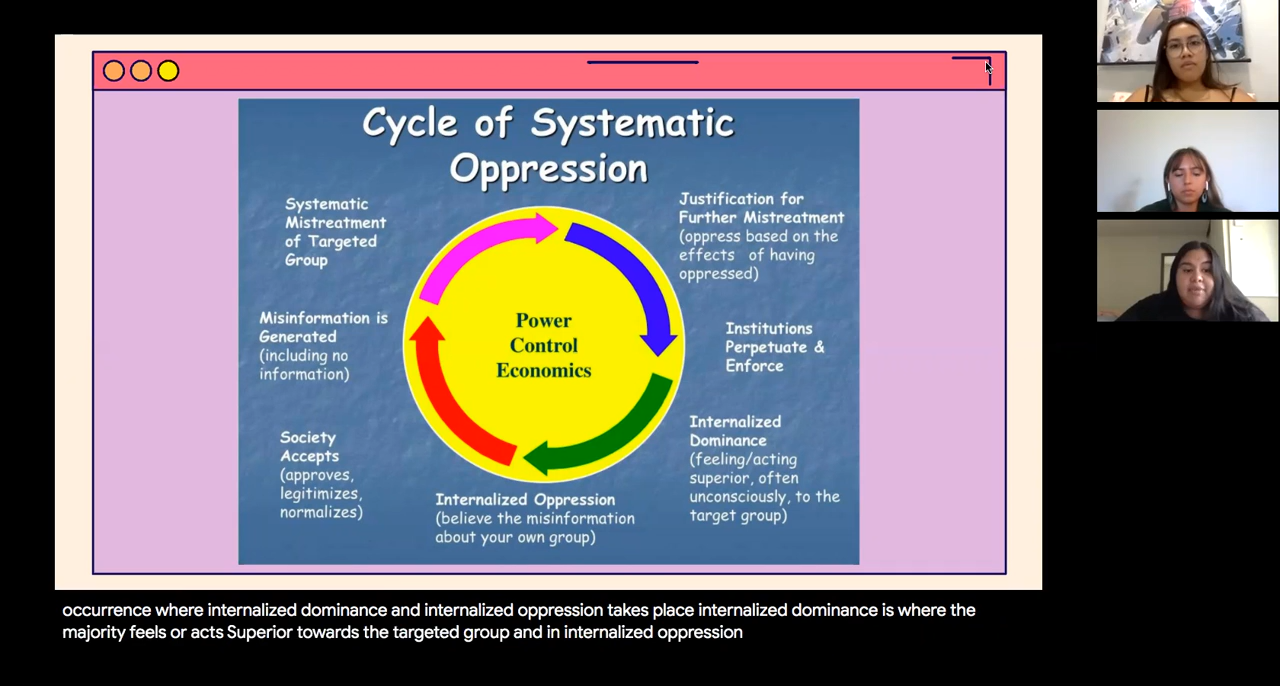 Cycle of Systematic
Oppression
Systematic
Mistreatment
of Targeted
Group
Justification for
Further Mistreatment
(oppress based on the
effects of having
oppressed)
Misinformation is
Generated
(including no
information)
Power
Control
Economics
Institutions
Perpetuate &
Enforce
Society
Accepts
(approves,
legitimizes,
normalizes)
Internalized
Dominance
(feeling/acting
superior, often
unconsciously, to the
target group)
Internalized Oppression
(believe the misinformation
about your own group)
occurrence where internalized dominance and internalized oppression takes place internalized dominance is where the
majority feels or acts Superior towards the targeted group and in internalized oppression